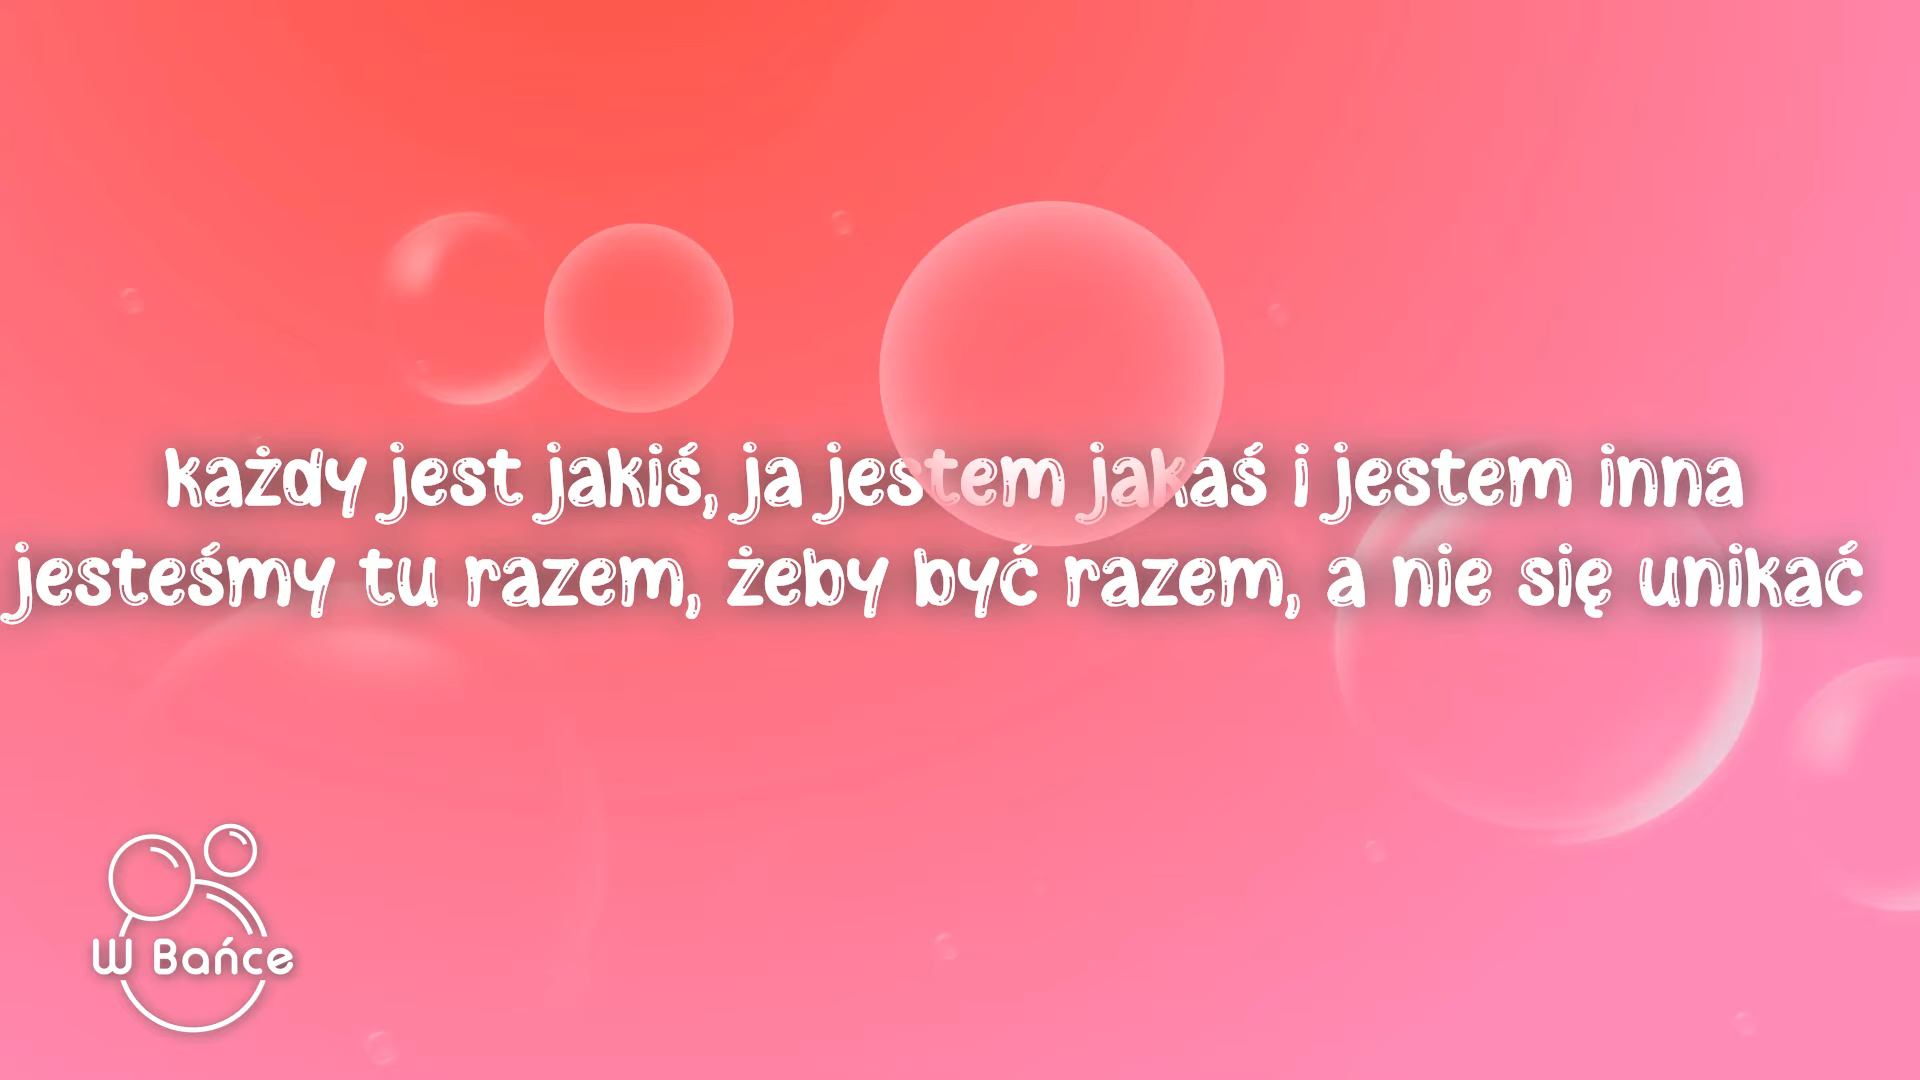 każdy jest jakiś, ja jestem jakaś i jestem inna
jesteśmy tu razem, żeby być razem, a nie się unikać
W Bańce